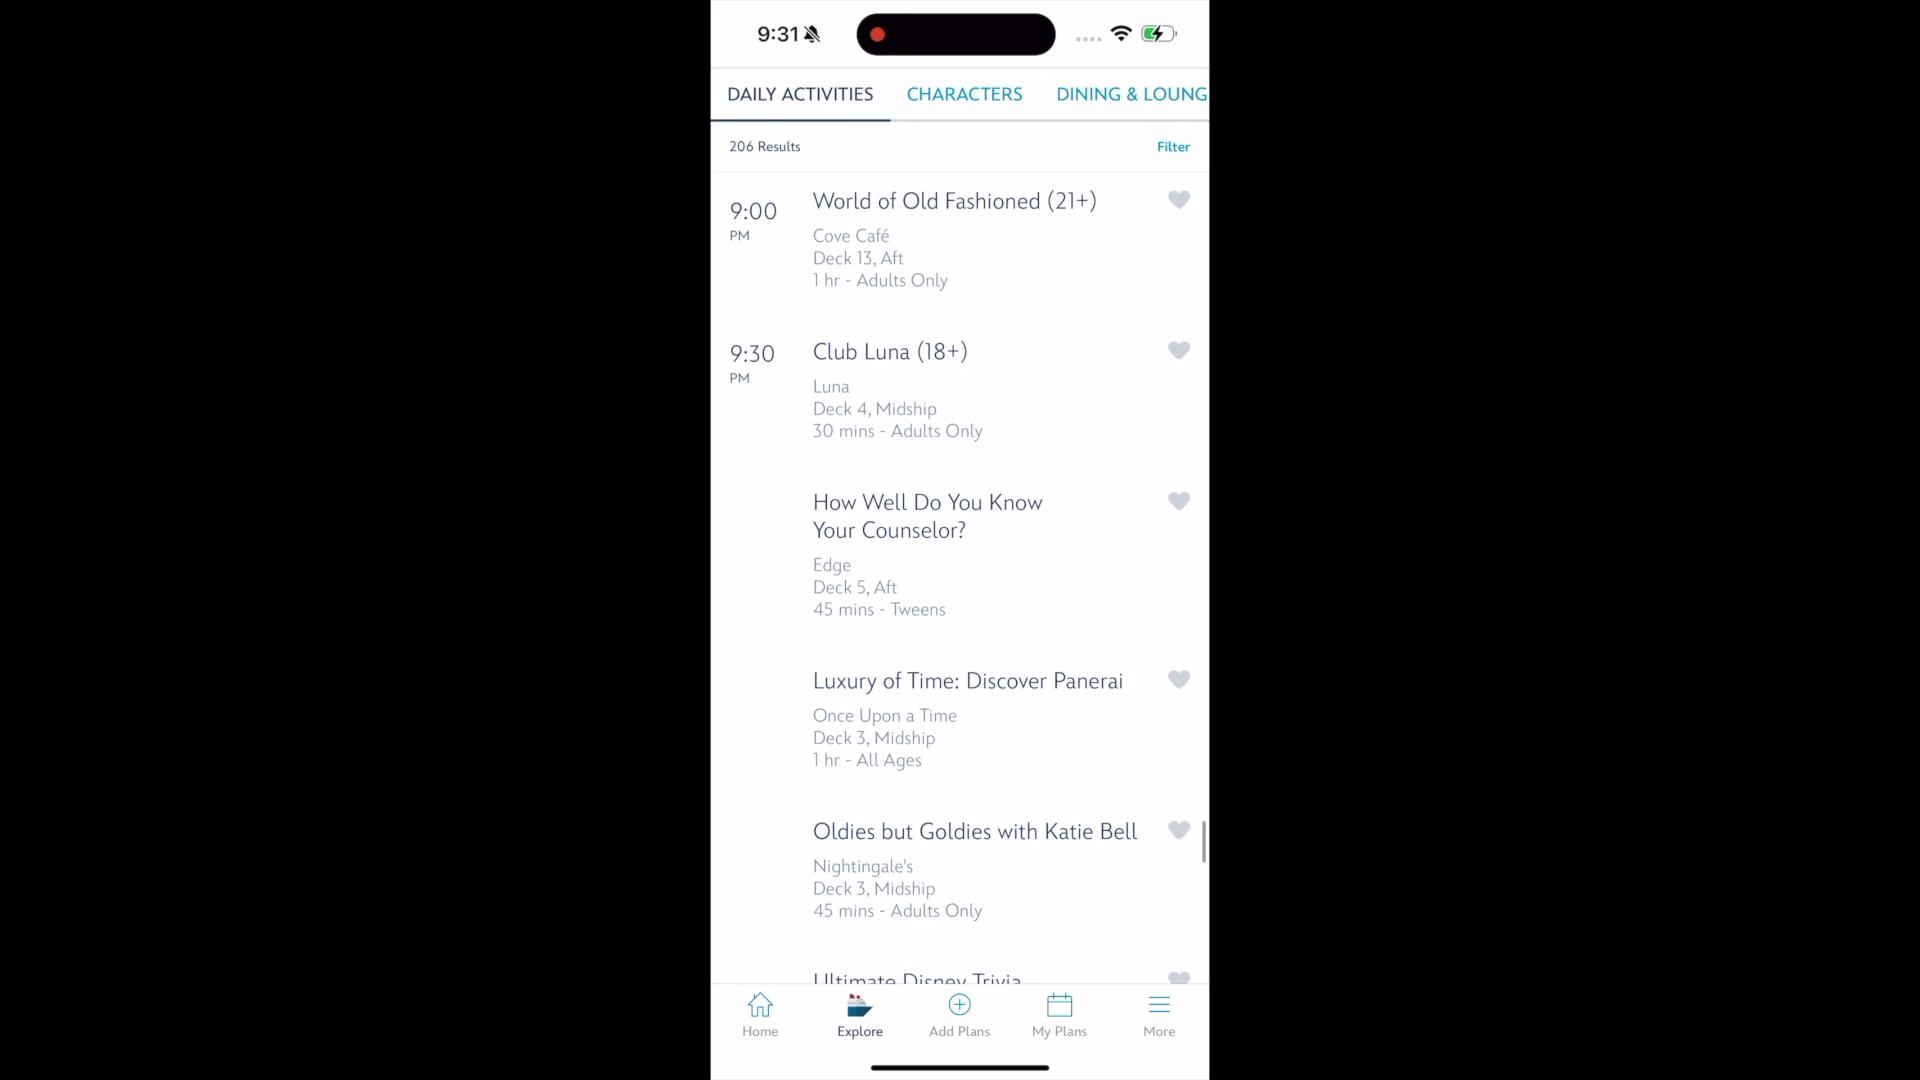 9:31
DAILY ACTIVITIES
CHARACTERS
DINING & LOUNG
206 Results
Filter
9:00
PM
World of Old Fashioned (21+)
Cove Café
Deck 13, Aft
1 hr - Adults Only
9:30
PM
Club Luna (18+)
Luna
Deck 4, Midship
30 mins - Adults Only
How Well Do You Know
Your Counselor?
Edge
Deck 5, Aft
45 mins - Tweens
Luxury of Time: Discover Panerai
Once Upon a Time
Deck 3, Midship
1 hr - All Ages
Oldies but Goldies with Katie Bell
Nightingale's
Deck 3, Midship
45 mins - Adults Only
Ultimate Disney Trivia
Home
Explore
Add Plans
My Plans
More